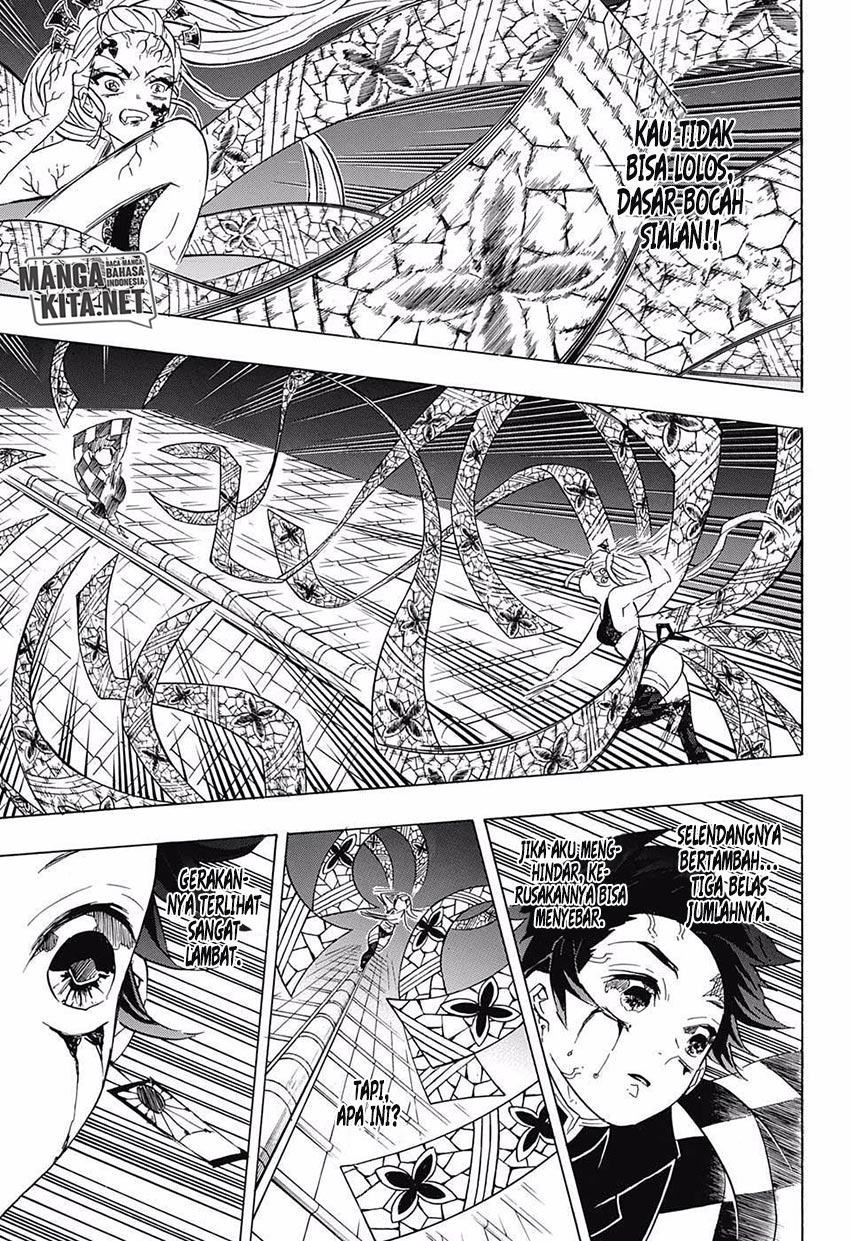 KAU TIDAK
BISA LOLOS,
DASAR BOCAH
SIALAN!!
MANGA
KITA.NET
BACA MANGA
BAHASA
INDONESIA
SELENDANGNYA
BERTAMBAH...
TIGA BELAS
JUMLAHNYA.
JIKA AKU MENG-
HINDAR, KE-
RUSAKANNYA BISA
MENYEBAR.
TAPI,
APA INI?
GERAKAN-
NYA TERLIHAT
SANGAT
LAMBAT.